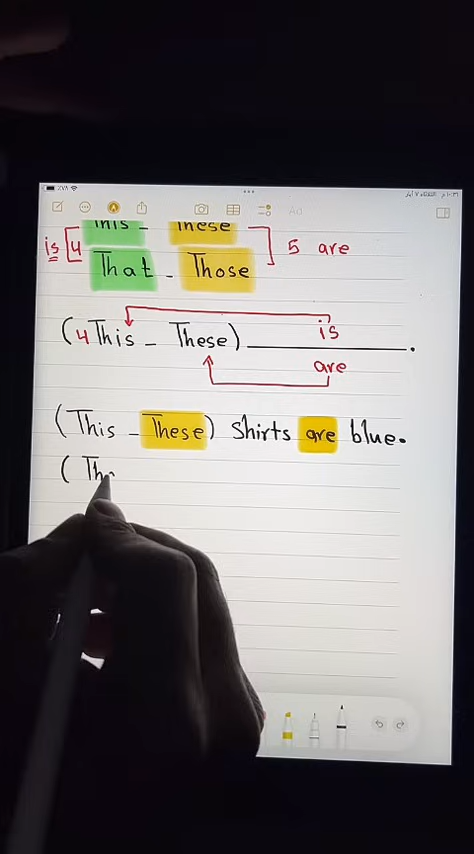 This _ These
is [ 4 ] 5 are
That _ Those
is
(4 This _ These) ________.
are
(This _ These) shirts are blue.
( Th